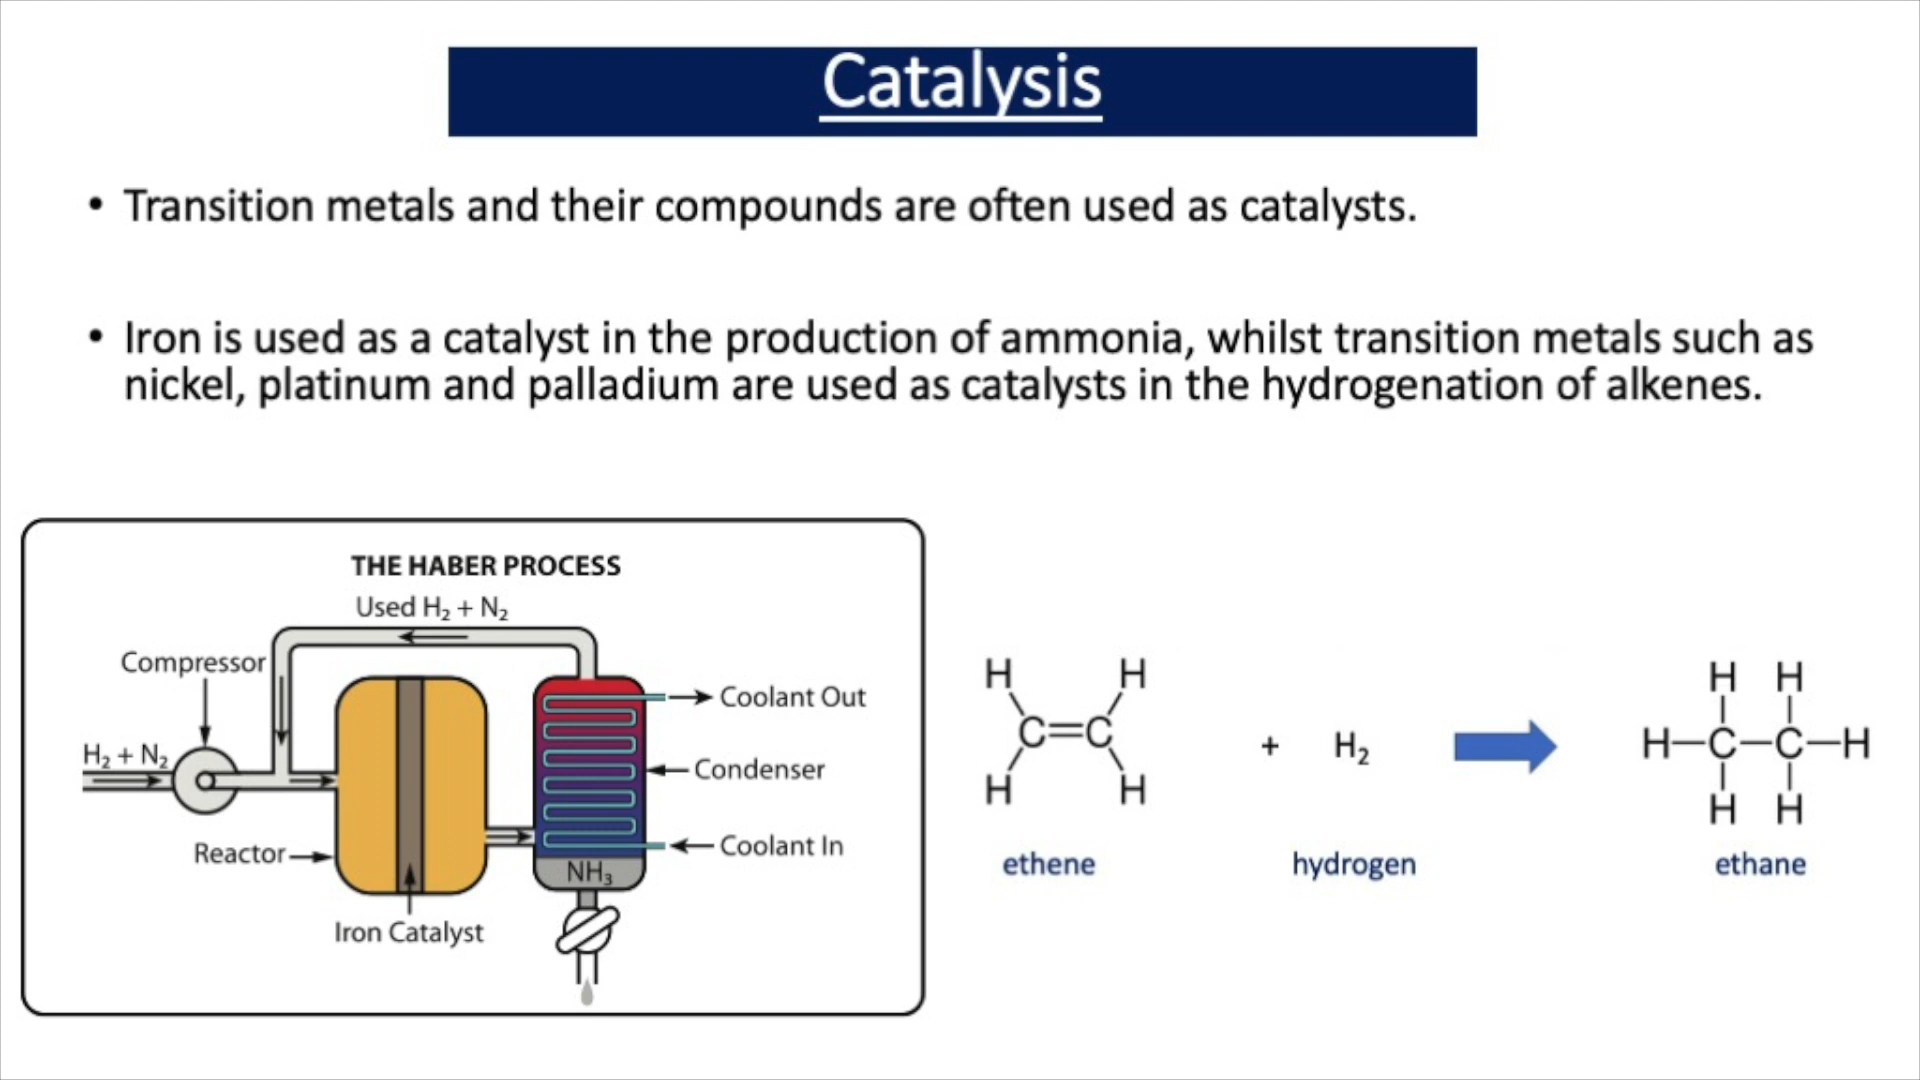 Catalysis
• Transition metals and their compounds are often used as catalysts.
• Iron is used as a catalyst in the production of ammonia, whilst transition metals such as
nickel, platinum and palladium are used as catalysts in the hydrogenation of alkenes.
THE HABER PROCESS
Used H₂ + N₂
Compressor
H₂ + N₂
Reactor
Iron Catalyst
Coolant Out
Condenser
Coolant In
NH₃
H H
C=C
H H
ethene
+ H₂
hydrogen
H H
H—C—C—H
H H
ethane